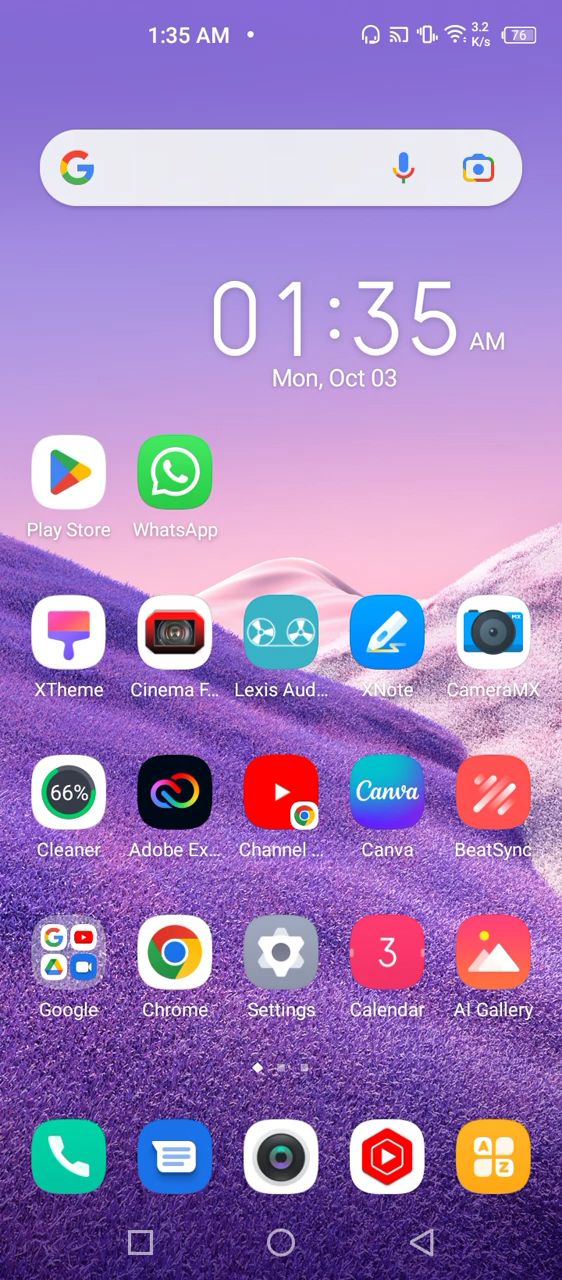 1:35 AM
3.2
K/s
76
01:35 AM
Mon, Oct 03
Play Store
WhatsApp
MX
XTheme
Cinema F...
Lexis Aud...
XNote
CameraMX
66%
Canva
Cleaner
Adobe Ex...
Channel ...
Canva
BeatSync
3
Google
Chrome
Settings
Calendar
AI Gallery
A
Z